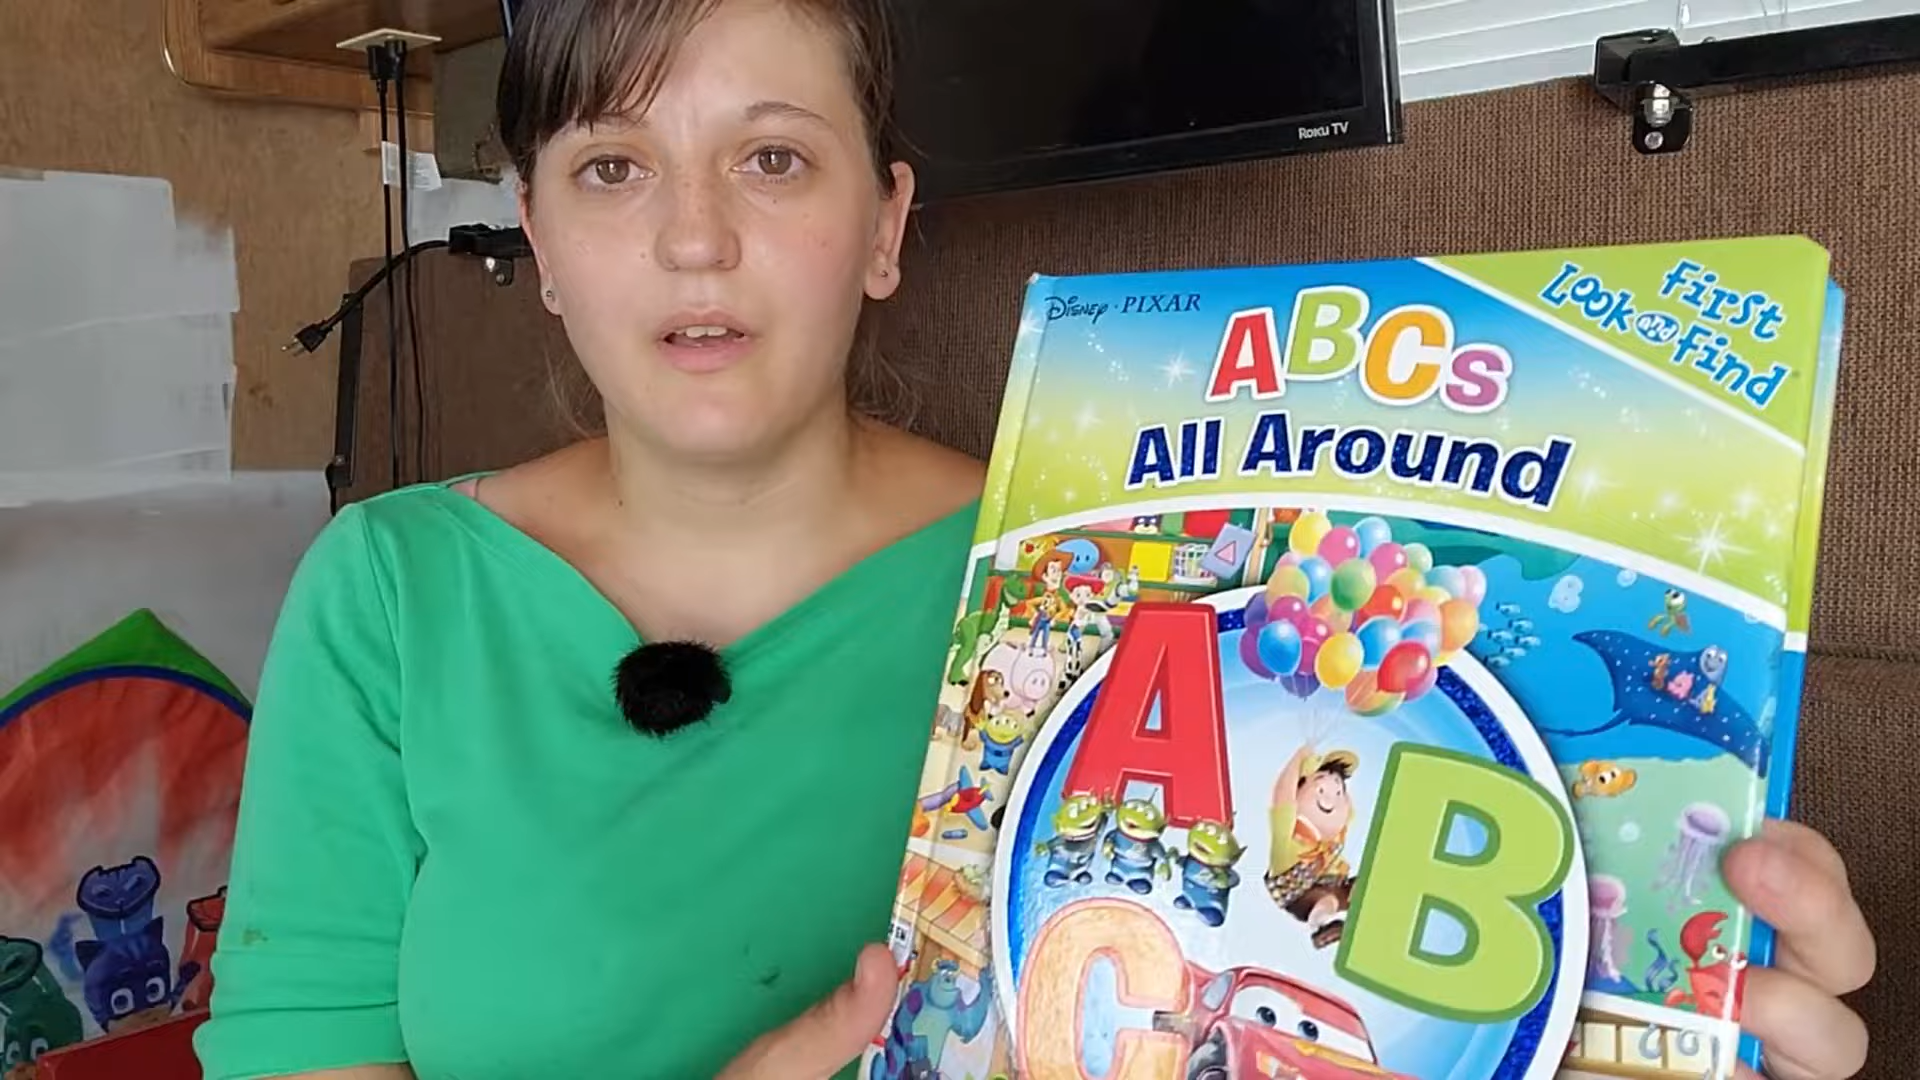 Roku TV
Disney · PIXAR
First
Look and Find
ABCs
All Around
A
B
C